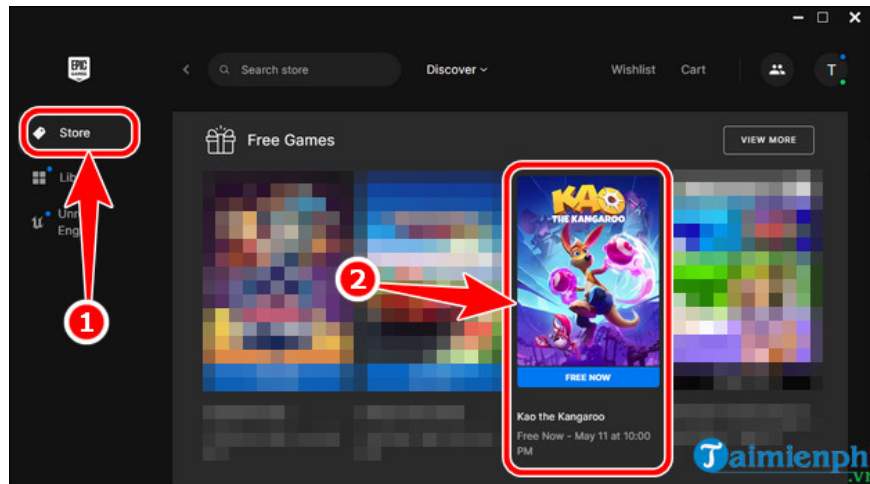 EPIC
GAMES
Search store
Discover
Wishlist
Cart
T
Store
Free Games
VIEW MORE
KAO
THE KANGAROO
2
1
FREE NOW
Kao the Kangaroo
Free Now - May 11 at 10:00
PM
Taimienph
.vn